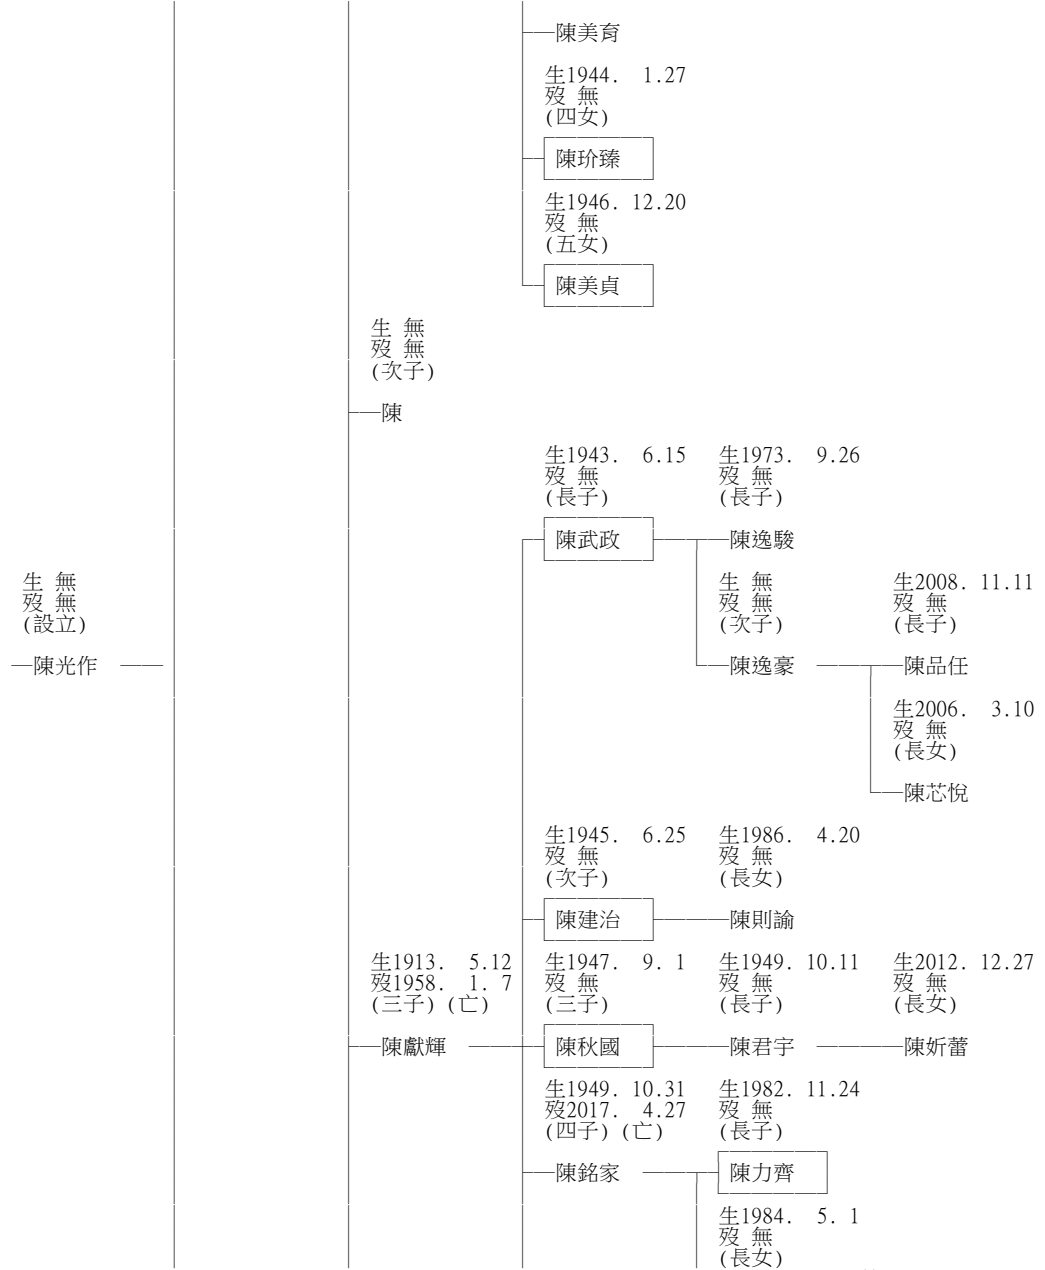 陳美育
生1944. 1.27
歿 無
(四女)
陳玠臻
生1946. 12.20
歿 無
(五女)
陳美貞
生 無
歿 無
(次子)
陳
生1943. 6.15 生1973. 9.26
歿 無 歿 無
(長子) (長子)
陳武政 陳逸駿
生 無 生 無 生2008. 11.11
歿 無 歿 無 歿 無
(設立) (次子) (長子)
陳光作 陳逸豪 陳品任
生2006. 3.10
歿 無
(長女)
陳芯悅
生1945. 6.25 生1986. 4.20
歿 無 歿 無
(次子) (長女)
陳建治 陳則諭
生1913. 5.12 生1947. 9. 1 生1949. 10.11 生2012. 12.27
歿1958. 1. 7 歿 無 歿 無 歿 無
(三子) (亡) (三子) (長子) (長女)
陳獻輝 陳秋國 陳君宇 陳妡蕾
生1949. 10.31 生1982. 11.24
歿2017. 4.27 歿 無
(四子) (亡) (長子)
陳銘家 陳力齊
生1984. 5. 1
歿 無
(長女)